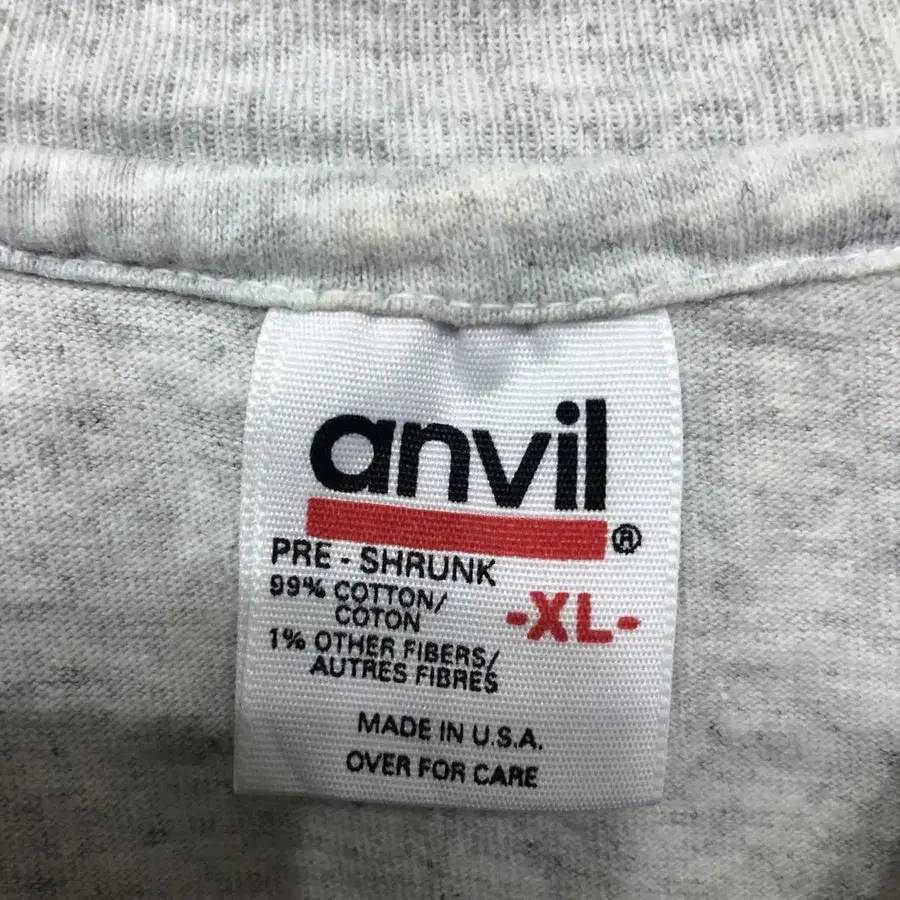 anvil®
PRE - SHRUNK
99% COTTON/
COTON
-XL-
1% OTHER FIBERS/
AUTRES FIBRES
MADE IN U.S.A.
OVER FOR CARE